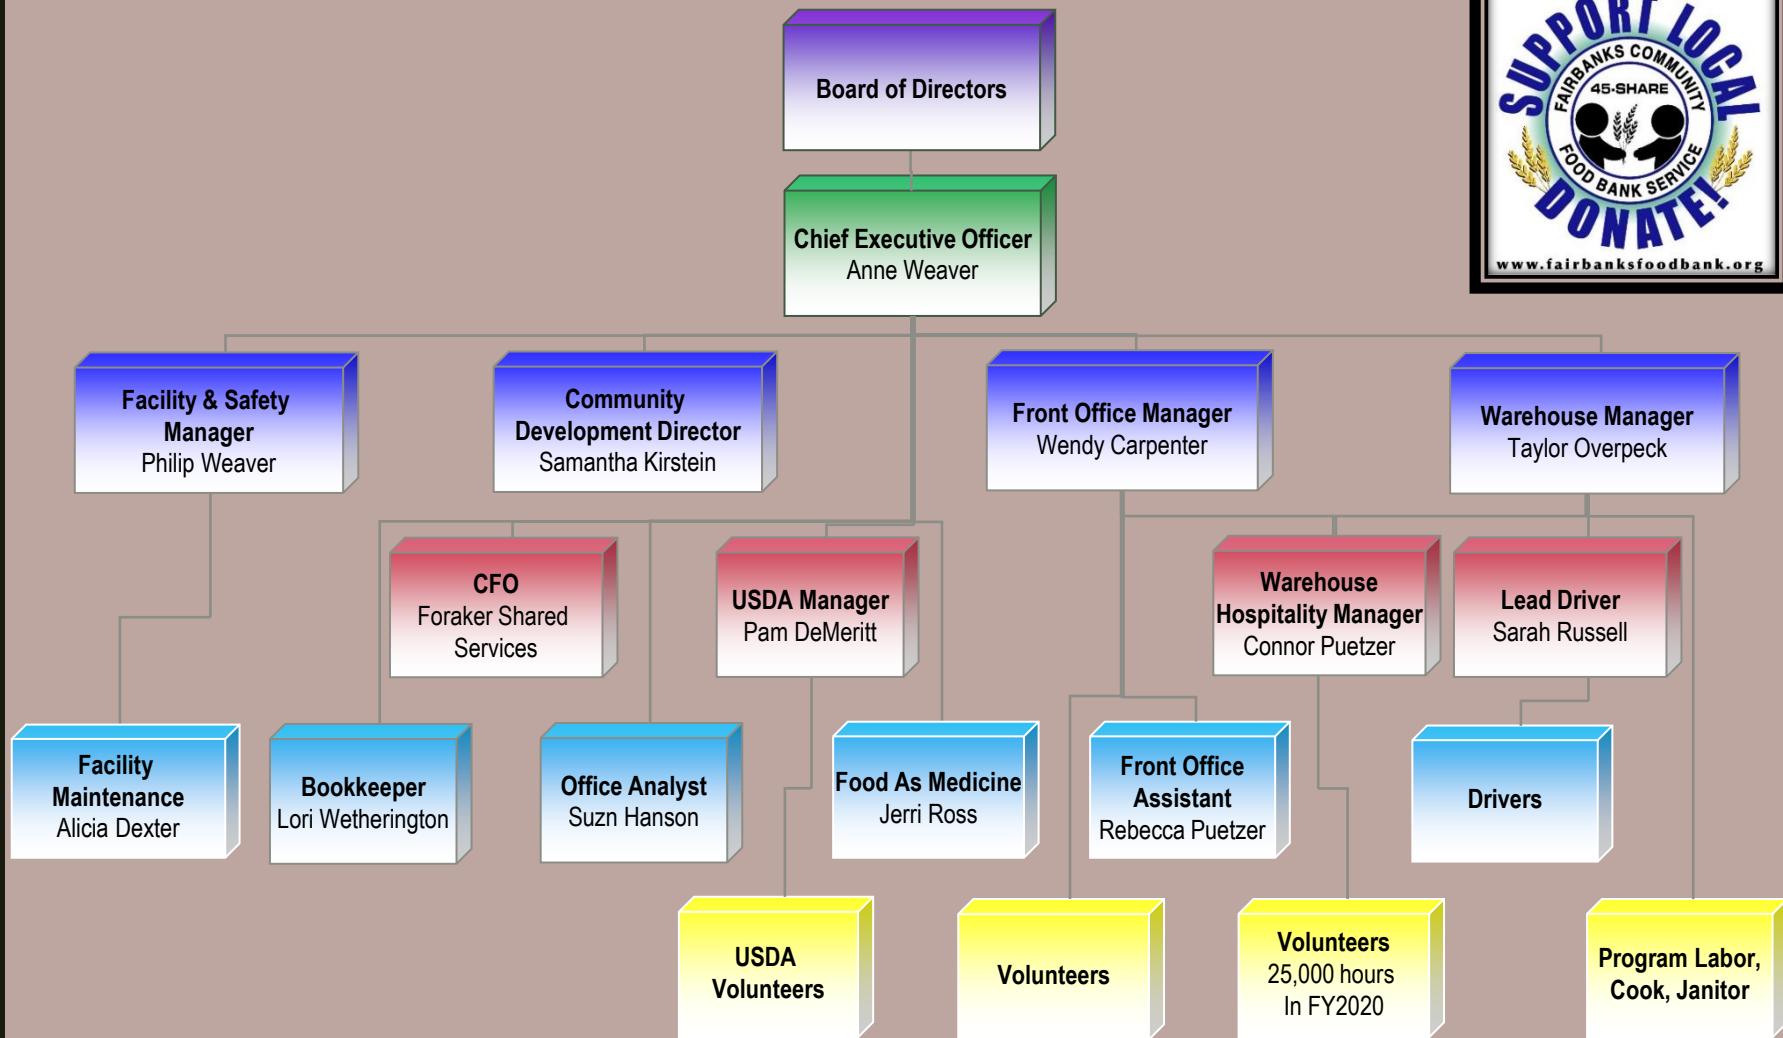 Board of Directors
SUPPORT LOCAL
FAIRBANKS COMMUNITY
45-SHARE
FOOD BANK SERVICE
DONATE!
www.fairbanksfoodbank.org
Chief Executive Officer
Anne Weaver
Facility & Safety
Manager
Philip Weaver
Community
Development Director
Samantha Kirstein
Front Office Manager
Wendy Carpenter
Warehouse Manager
Taylor Overpeck
CFO
Foraker Shared
Services
USDA Manager
Pam DeMeritt
Warehouse
Hospitality Manager
Connor Puetzer
Lead Driver
Sarah Russell
Facility
Maintenance
Alicia Dexter
Bookkeeper
Lori Wetherington
Office Analyst
Suzn Hanson
Food As Medicine
Jerri Ross
Front Office
Assistant
Rebecca Puetzer
Drivers
USDA
Volunteers
Volunteers
Volunteers
25,000 hours
In FY2020
Program Labor,
Cook, Janitor